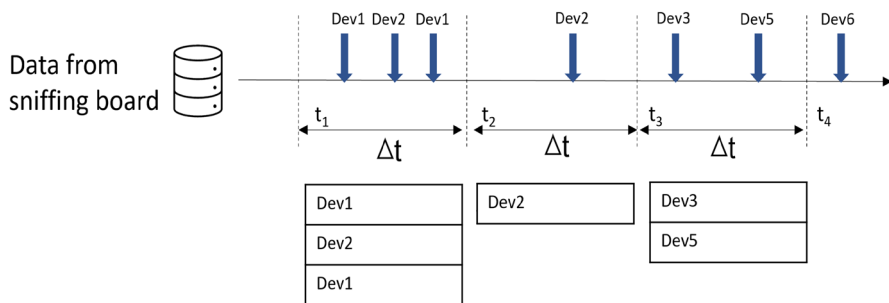 Dev1 Dev2 Dev1 Dev2 Dev3 Dev5 Dev6
Data from
sniffing board
t1 t2 t3 t4
Δt Δt Δt
Dev1 Dev2 Dev3
Dev2 Dev5
Dev1